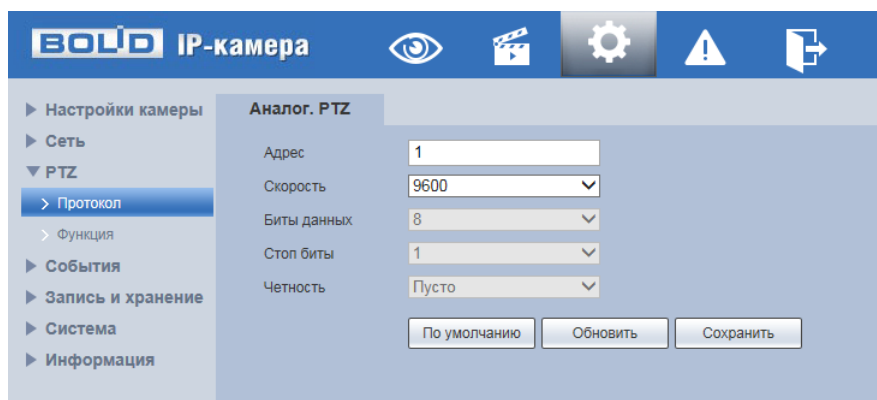 BOLID IP-камера
Настройки камеры
Сеть
PTZ
Протокол
Функция
События
Запись и хранение
Система
Информация
Аналог. PTZ
Адрес 1
Скорость 9600
Биты данных 8
Стоп биты 1
Четность Пусто
По умолчанию Обновить Сохранить